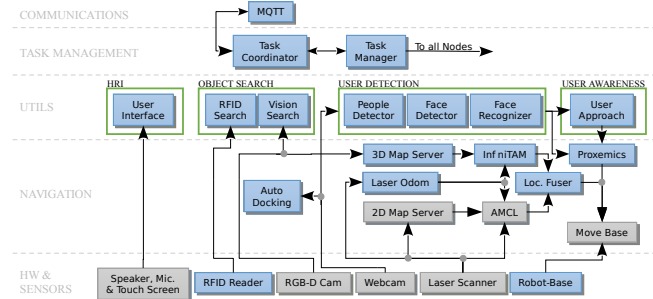 COMMUNICATIONS
MQTT
TASK MANAGEMENT
Task
Coordinator
Task
Manager
To all Nodes
UTILS
HRI
User
Interface
OBJECT SEARCH
RFID
Search
Vision
Search
USER DETECTION
People
Detector
Face
Detector
Face
Recognizer
USER AWARENESS
User
Approach
NAVIGATION
3D Map Server
Inf niTAM
Proxemics
Laser Odom
Loc. Fuser
Auto
Docking
2D Map Server
AMCL
Move Base
HW &
SENSORS
Speaker, Mic.
& Touch Screen
RFID Reader
RGB-D Cam
Webcam
Laser Scanner
Robot-Base